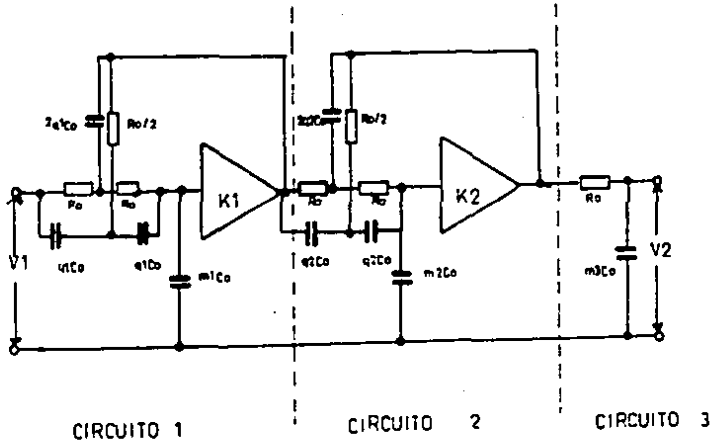 2q1Co
Ro/2
2q2Co
Ro/2
Ro
Ro
K1
Ro
Ro
K2
Ro
V1
q1Co
q1Co
m1Co
q2Co
q2Co
m2Co
m3Co
V2
CIRCUITO 1
CIRCUITO 2
CIRCUITO 3